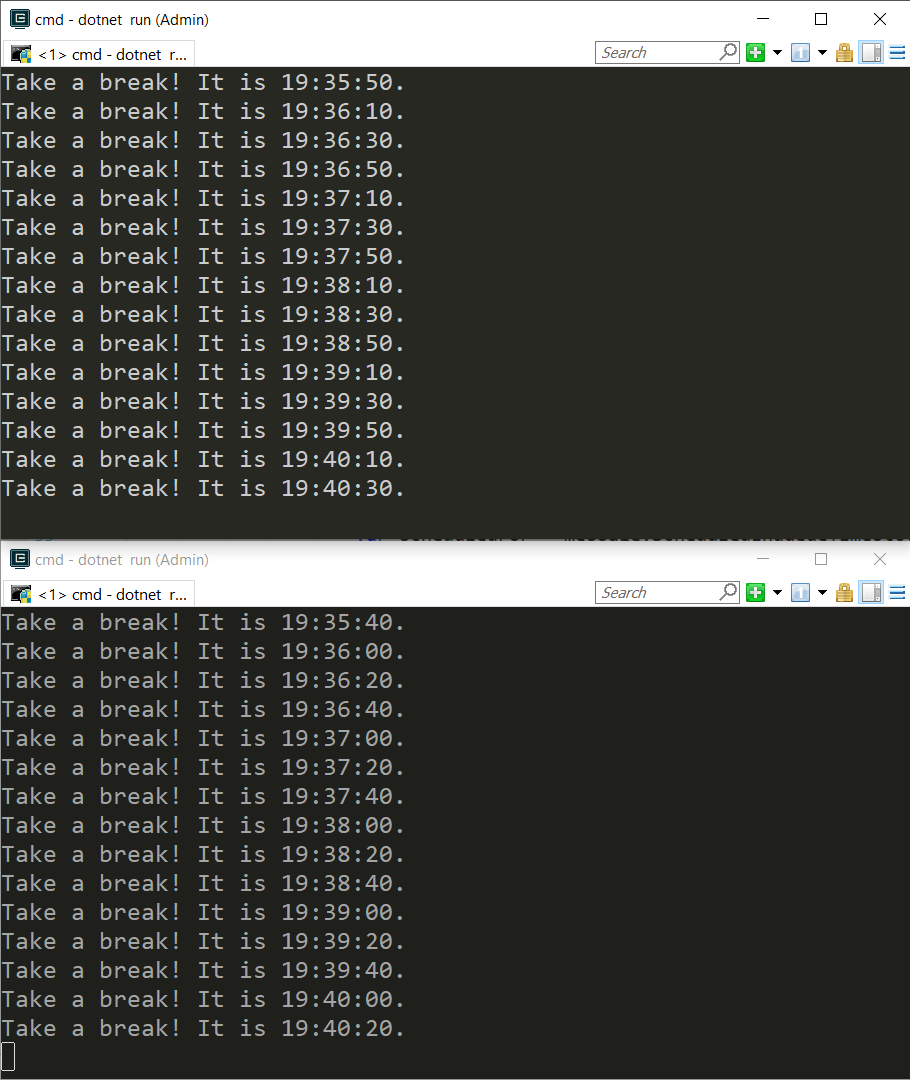 cmd - dotnet  run (Admin)
<1> cmd - dotnet  r...
Search
Take a break! It is 19:35:50.
Take a break! It is 19:36:10.
Take a break! It is 19:36:30.
Take a break! It is 19:36:50.
Take a break! It is 19:37:10.
Take a break! It is 19:37:30.
Take a break! It is 19:37:50.
Take a break! It is 19:38:10.
Take a break! It is 19:38:30.
Take a break! It is 19:38:50.
Take a break! It is 19:39:10.
Take a break! It is 19:39:30.
Take a break! It is 19:39:50.
Take a break! It is 19:40:10.
Take a break! It is 19:40:30.
cmd - dotnet  run (Admin)
<1> cmd - dotnet  r...
Search
Take a break! It is 19:35:40.
Take a break! It is 19:36:00.
Take a break! It is 19:36:20.
Take a break! It is 19:36:40.
Take a break! It is 19:37:00.
Take a break! It is 19:37:20.
Take a break! It is 19:37:40.
Take a break! It is 19:38:00.
Take a break! It is 19:38:20.
Take a break! It is 19:38:40.
Take a break! It is 19:39:00.
Take a break! It is 19:39:20.
Take a break! It is 19:39:40.
Take a break! It is 19:40:00.
Take a break! It is 19:40:20.